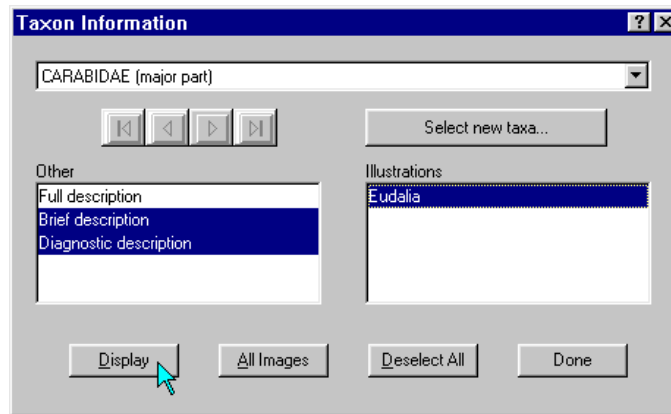 Taxon Information
CARABIDAE (major part)
Select new taxa...
Other
Full description
Brief description
Diagnostic description
Illustrations
Eudalia
Display
All Images
Deselect All
Done